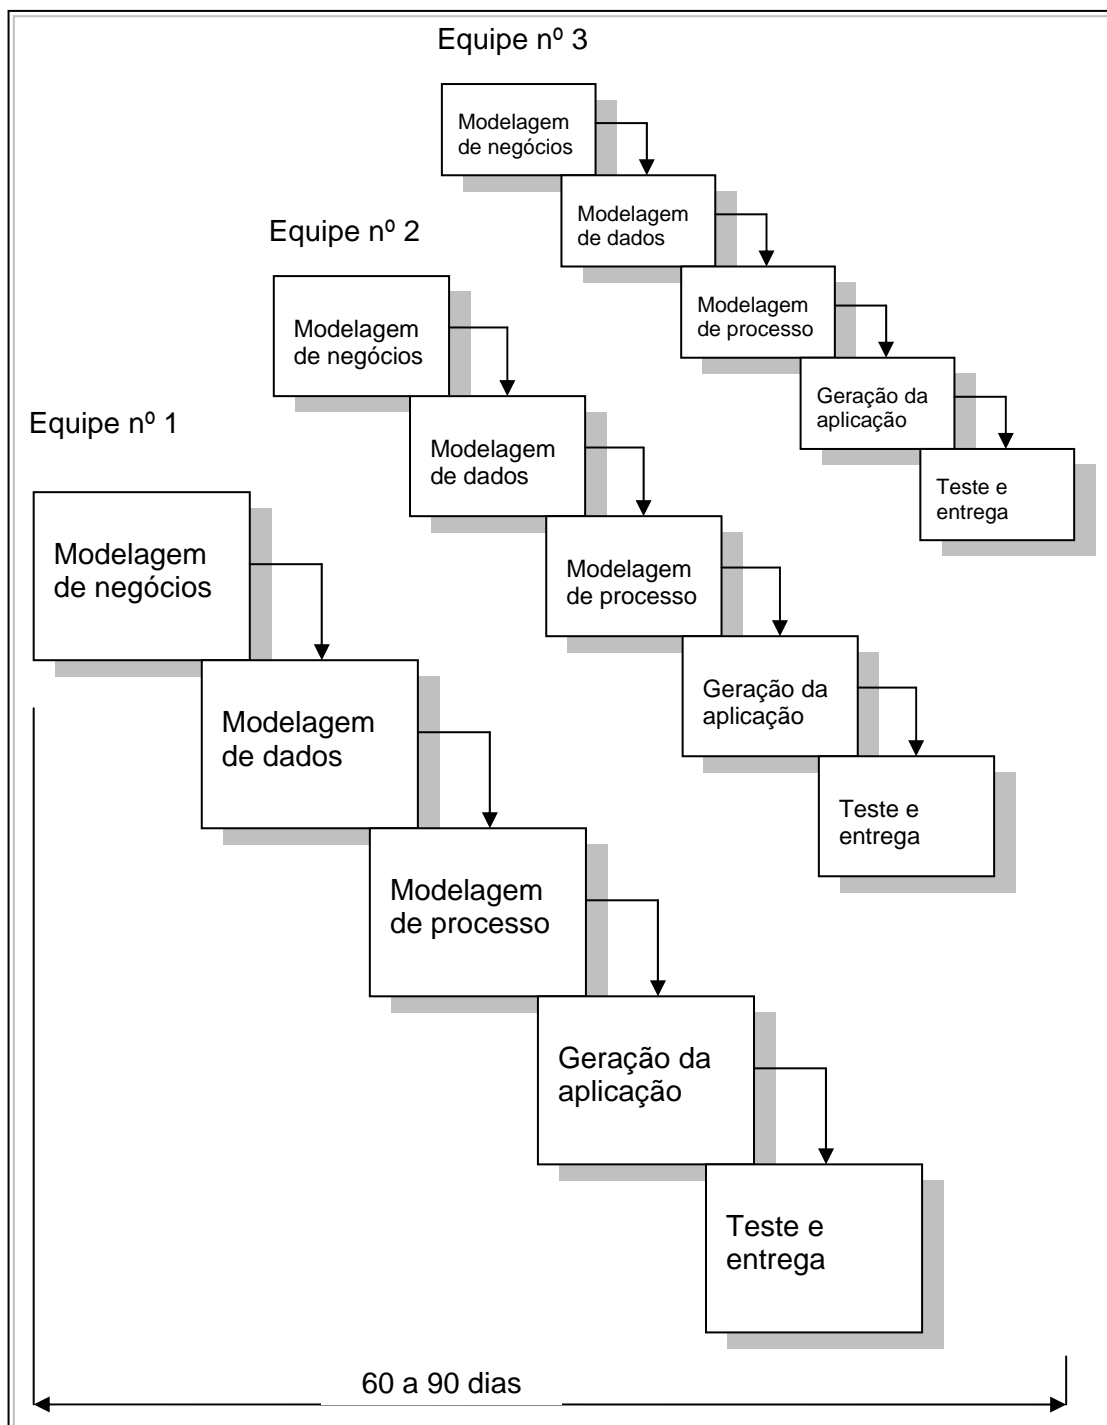 Equipe nº 3
Modelagem
de negócios
Modelagem
de dados
Modelagem
de processo
Geração da
aplicação
Teste e
entrega
Equipe nº 2
Modelagem
de negócios
Modelagem
de dados
Modelagem
de processo
Geração da
aplicação
Teste e
entrega
Equipe nº 1
Modelagem
de negócios
Modelagem
de dados
Modelagem
de processo
Geração da
aplicação
Teste e
entrega
60 a 90 dias